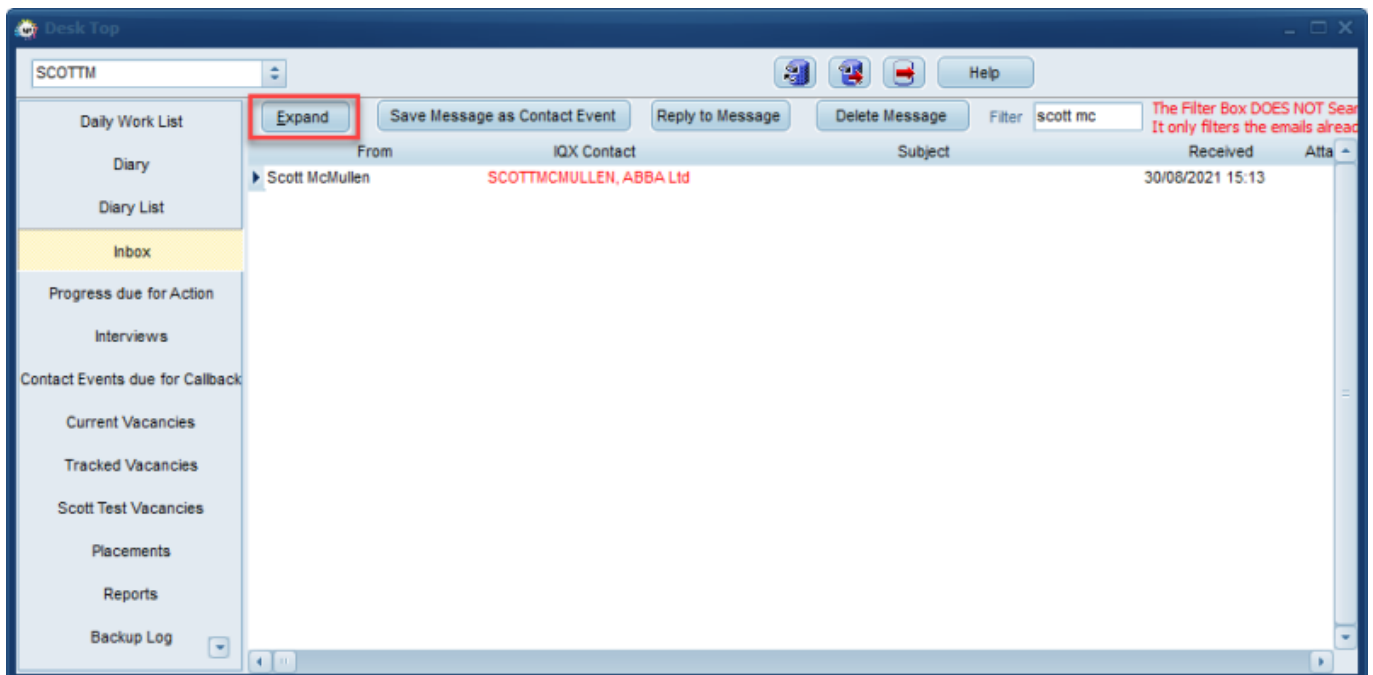 Desk Top
SCOTTM
Help
Expand Save Message as Contact Event Reply to Message Delete Message Filter scott mc
The Filter Box DOES NOT Sear
It only filters the emails alread
From IQX Contact Subject Received Atta
Scott McMullen SCOTTMCMULLEN, ABBA Ltd 30/08/2021 15:13
Daily Work List
Diary
Diary List
Inbox
Progress due for Action
Interviews
Contact Events due for Callback
Current Vacancies
Tracked Vacancies
Scott Test Vacancies
Placements
Reports
Backup Log